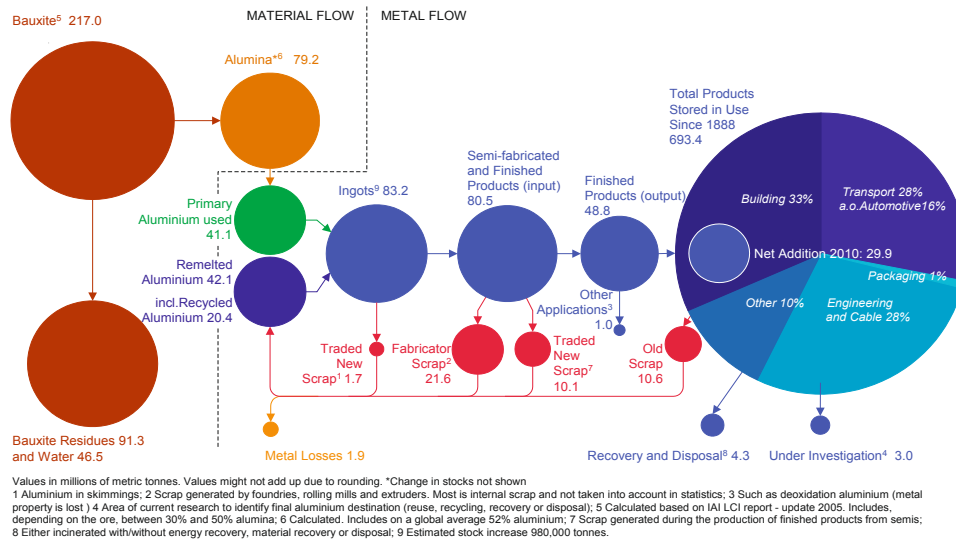 MATERIAL FLOW
METAL FLOW
Bauxite⁵ 217.0
Alumina*⁶ 79.2
Total Products
Stored in Use
Since 1888
693.4
Semi-fabricated
and Finished
Products (input)
80.5
Finished
Products (output)
48.8
Ingots⁹ 83.2
Primary
Aluminium used
41.1
Remelted
Aluminium 42.1
incl.Recycled
Aluminium 20.4
Building 33%
Transport 28%
a.o.Automotive16%
Net Addition 2010: 29.9
Packaging 1%
Other 10%
Engineering
and Cable 28%
Other
Applications³
1.0
Traded
New
Scrap¹ 1.7
Fabricator
Scrap²
21.6
Traded
New
Scrap⁷
10.1
Old
Scrap
10.6
Bauxite Residues 91.3
and Water 46.5
Metal Losses 1.9
Recovery and Disposal⁸ 4.3
Under Investigation⁴ 3.0
Values in millions of metric tonnes. Values might not add up due to rounding. *Change in stocks not shown
1 Aluminium in skimmings; 2 Scrap generated by foundries, rolling mills and extruders. Most is internal scrap and not taken into account in statistics; 3 Such as deoxidation aluminium (metal
property is lost ) 4 Area of current research to identify final aluminium destination (reuse, recycling, recovery or disposal); 5 Calculated based on IAI LCI report - update 2005. Includes,
depending on the ore, between 30% and 50% alumina; 6 Calculated. Includes on a global average 52% aluminium; 7 Scrap generated during the production of finished products from semis;
8 Either incinerated with/without energy recovery, material recovery or disposal; 9 Estimated stock increase 980,000 tonnes.